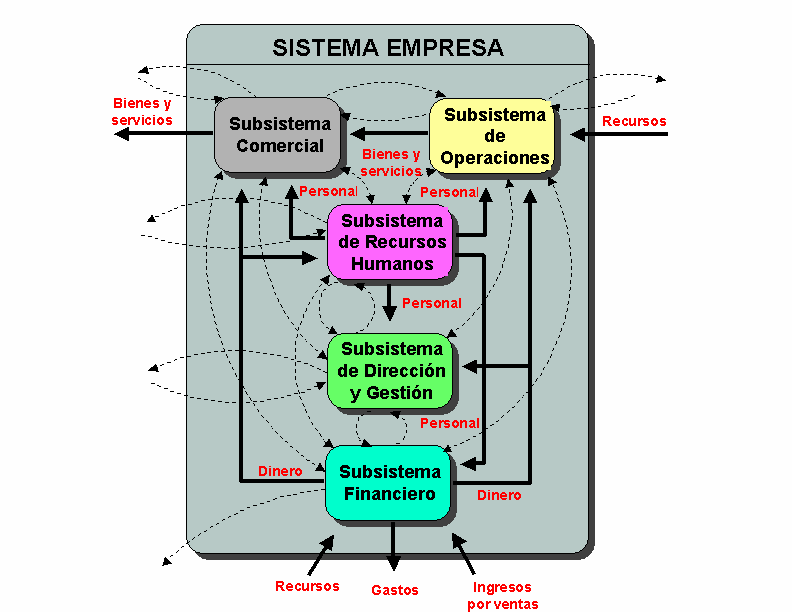 SISTEMA EMPRESA
Bienes y
servicios
Subsistema
Comercial
Subsistema
de
Operaciones
Recursos
Bienes y
servicios
Personal
Personal
Subsistema
de Recursos
Humanos
Personal
Subsistema
de Dirección
y Gestión
Personal
Dinero
Subsistema
Financiero
Dinero
Recursos
Gastos
Ingresos
por ventas